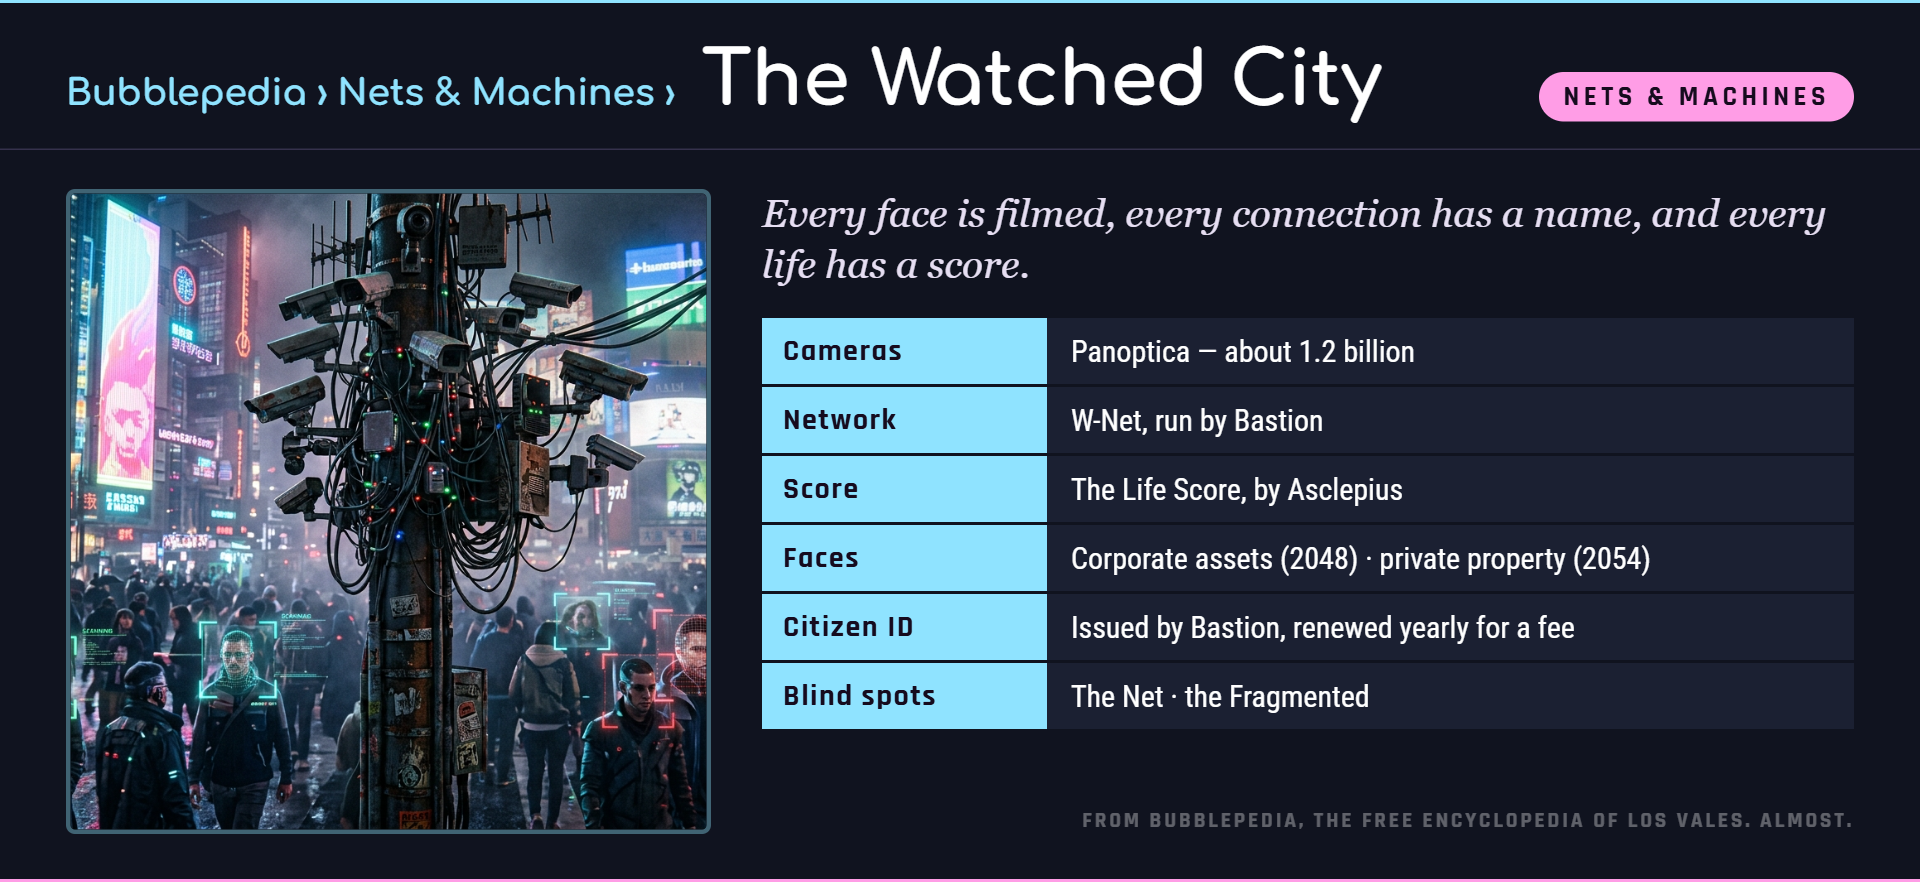 Bubblepedia › Nets & Machines › The Watched City
NETS & MACHINES
Every face is filmed, every connection has a name, and every
life has a score.
Cameras Panoptica — about 1.2 billion
Network W-Net, run by Bastion
Score The Life Score, by Asclepius
Faces Corporate assets (2048) · private property (2054)
Citizen ID Issued by Bastion, renewed yearly for a fee
Blind spots The Net · the Fragmented
FROM BUBBLEPEDIA, THE FREE ENCYCLOPEDIA OF LOS VALES. ALMOST.